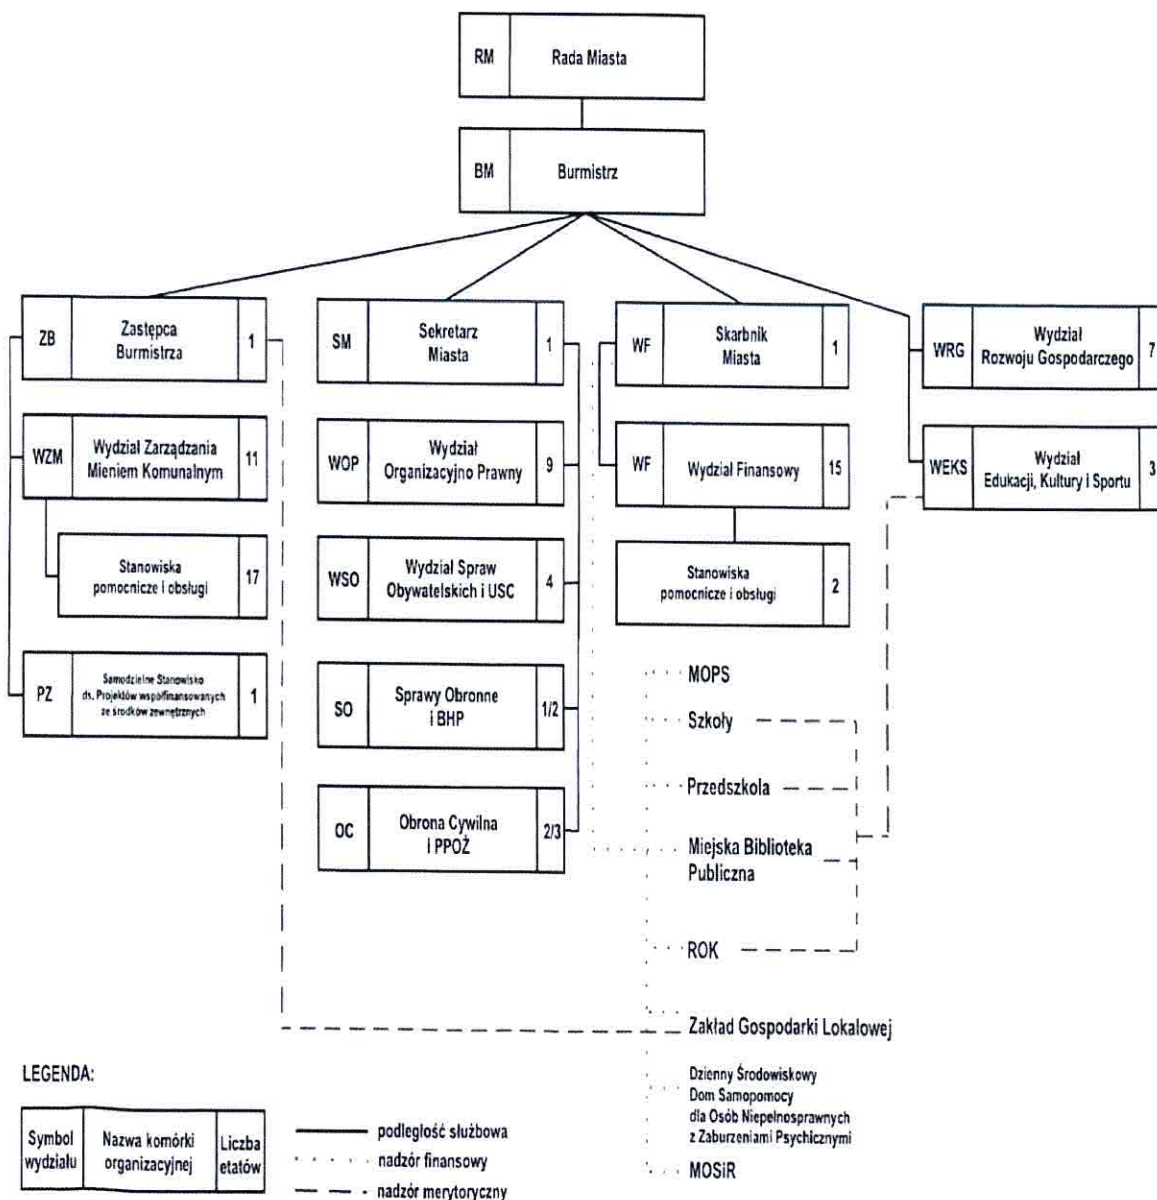 RM
Rada Miasta
BM
Burmistrz
ZB
Zastępca
Burmistrza
1
WZM
Wydział Zarządzania
Mieniem Komunalnym
11
Stanowiska
pomocnicze i obsługi
17
PZ
Samodzielne Stanowisko
ds. Projektów współfinansowanych
ze środków zewnętrznych
1
SM
Sekretarz
Miasta
1
WOP
Wydział
Organizacyjno Prawny
9
WSO
Wydział Spraw
Obywatelskich i USC
4
SO
Sprawy Obronne
i BHP
1/2
OC
Obrona Cywilna
i PPOŻ
2/3
WF
Skarbnik
Miasta
1
WF
Wydział Finansowy
15
Stanowiska
pomocnicze i obsługi
2
WRG
Wydział
Rozwoju Gospodarczego
7
WEKS
Wydział
Edukacji, Kultury i Sportu
3
MOPS
Szkoły
Przedszkola
Miejska Biblioteka
Publiczna
ROK
Zakład Gospodarki Lokalowej
Dzienny Środowiskowy
Dom Samopomocy
dla Osób Niepełnosprawnych
z Zaburzeniami Psychicznymi
MOSiR
LEGENDA:
Symbol
wydziału
Nazwa komórki
organizacyjnej
Liczba
etatów
podległość służbowa
nadzór finansowy
nadzór merytoryczny